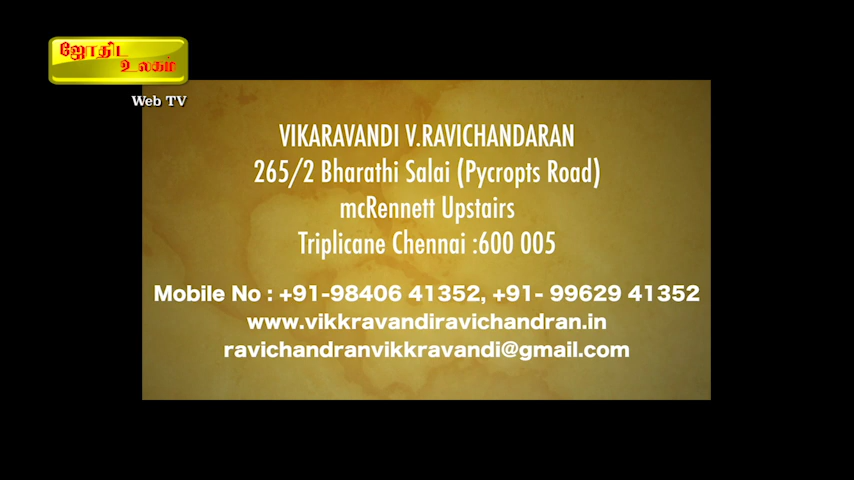 ஜோதிட
உலகம்
Web TV
VIKARAVANDI V.RAVICHANDARAN
265/2 Bharathi Salai (Pycropts Road)
mcRennett Upstairs
Triplicane Chennai :600 005
Mobile No : +91-98406 41352, +91- 99629 41352
www.vikkravandiravichandran.in
ravichandranvikkravandi@gmail.com